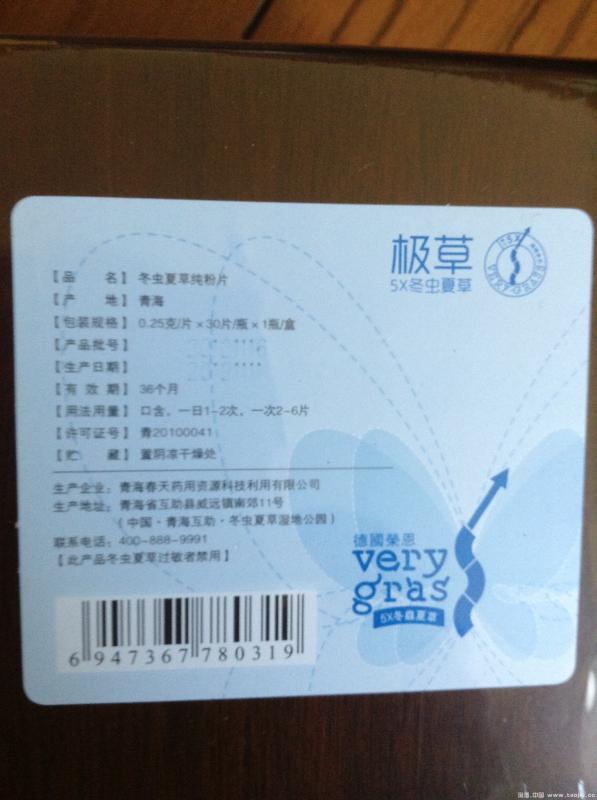 极草
5X冬虫夏草
5X
VERY GRASS
【品 名】 冬虫夏草纯粉片
【产 地】 青海
【包装规格】 0.25克/片×30片/瓶×1瓶/盒
【产品批号】
【生产日期】
【有 效 期】 36个月
【用法用量】 口含，一日1-2次，一次2-6片
【许可证号】 青20100041
【贮 藏】 置阴凉干燥处
生产企业：青海春天药用资源科技利用有限公司
生产地址：青海省互助县威远镇南郊11号
（中国·青海互助·冬虫夏草湿地公园）
联系电话：400-888-9991
【此产品冬虫夏草过敏者禁用】
德國榮恩
very
gras
5X冬蟲夏草
6 947367 780319
www.taojw.cc